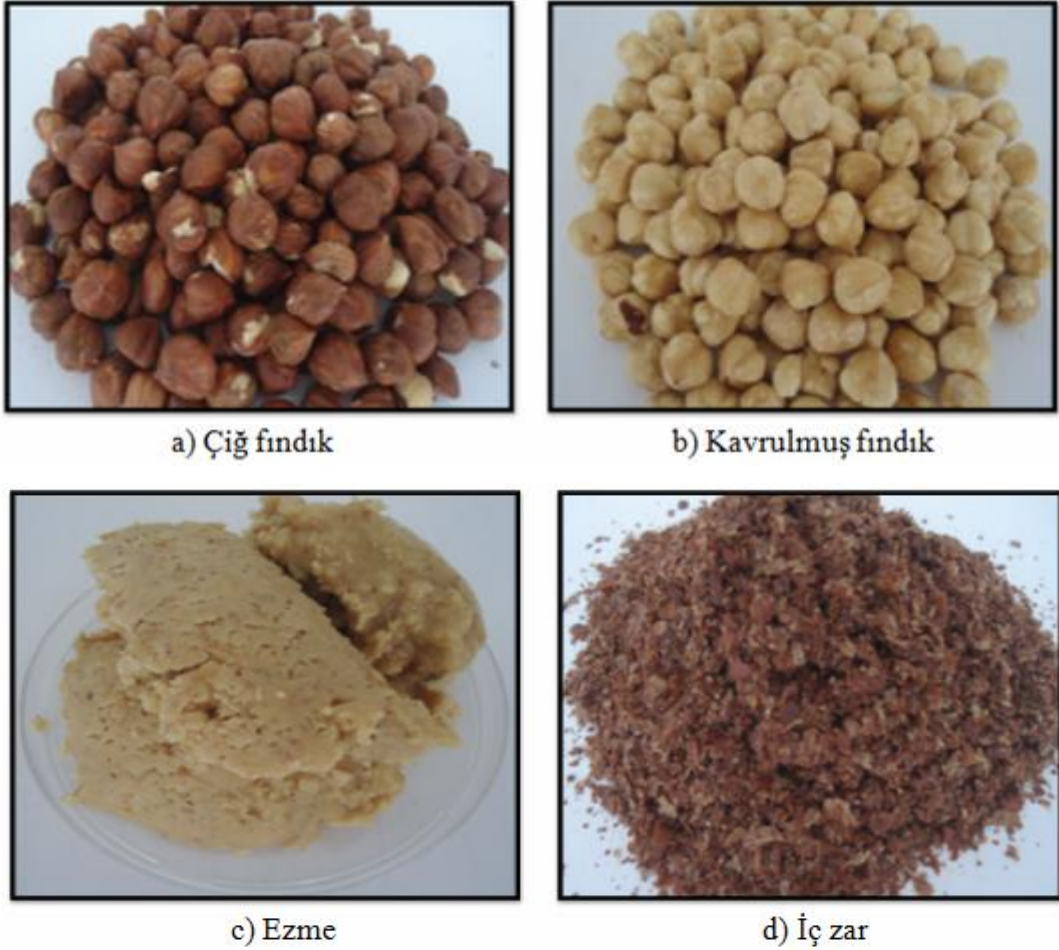 a) Çiğ fındık
b) Kavrulmuş fındık
c) Ezme
d) İç zar